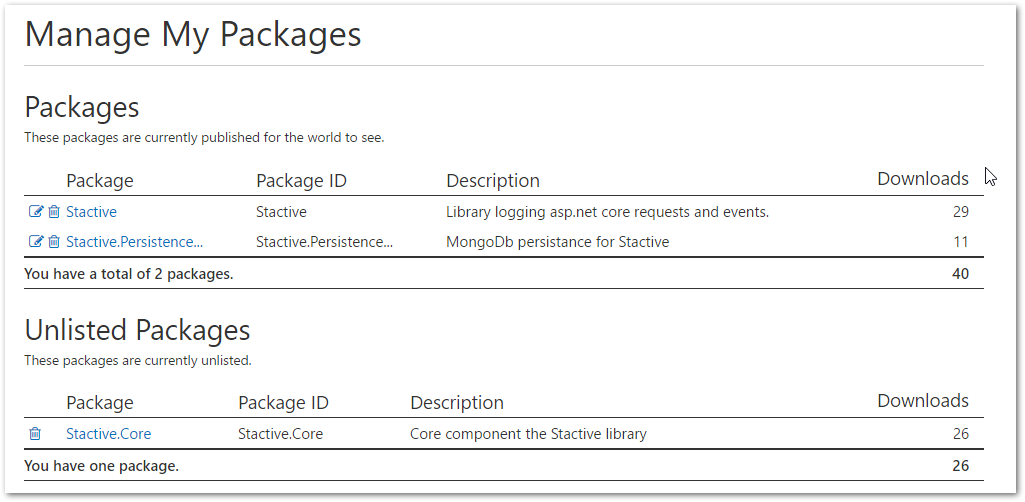 Manage My Packages
Packages
These packages are currently published for the world to see.
Package Package ID Description Downloads
Stactive Stactive Library logging asp.net core requests and events. 29
Stactive.Persistence... Stactive.Persistence... MongoDb persistance for Stactive 11
You have a total of 2 packages. 40
Unlisted Packages
These packages are currently unlisted.
Package Package ID Description Downloads
Stactive.Core Stactive.Core Core component the Stactive library 26
You have one package. 26